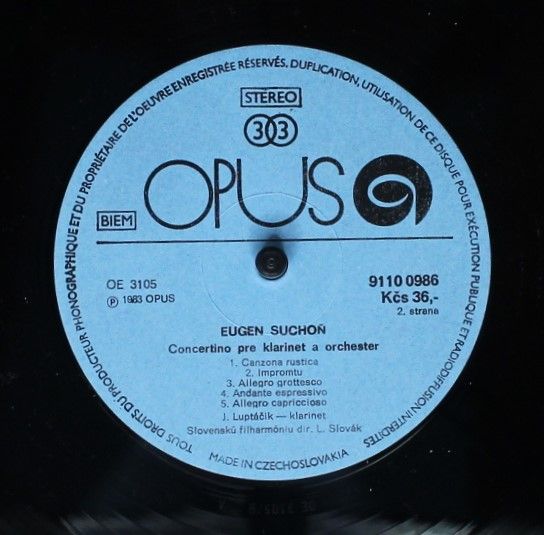 TOUS DROITS DU PRODUCTEUR PHONOGRAPHIQUE ET DU PROPRIÉTAIRE DE L'OEUVRE ENREGISTRÉE RÉSERVÉS. DUPLICATION, UTILISATION DE CE DISQUE POUR EXÉCUTION PUBLIQUE ET RADIODIFFUSION INTERDITES
STEREO
33
OPUS
BIEM
OE 3105
℗ 1983 OPUS
9110 0986
Kčs 36,-
2. strana
EUGEN SUCHOŇ
Concertino pre klarinet a orchester
1. Canzona rustica
2. Impromtu
3. Allegro grottesco
4. Andante espressivo
5. Allegro capriccioso
J. Luptáčik — klarinet
Slovenskú filharmóniu dir. L. Slovák
MADE IN CZECHOSLOVAKIA